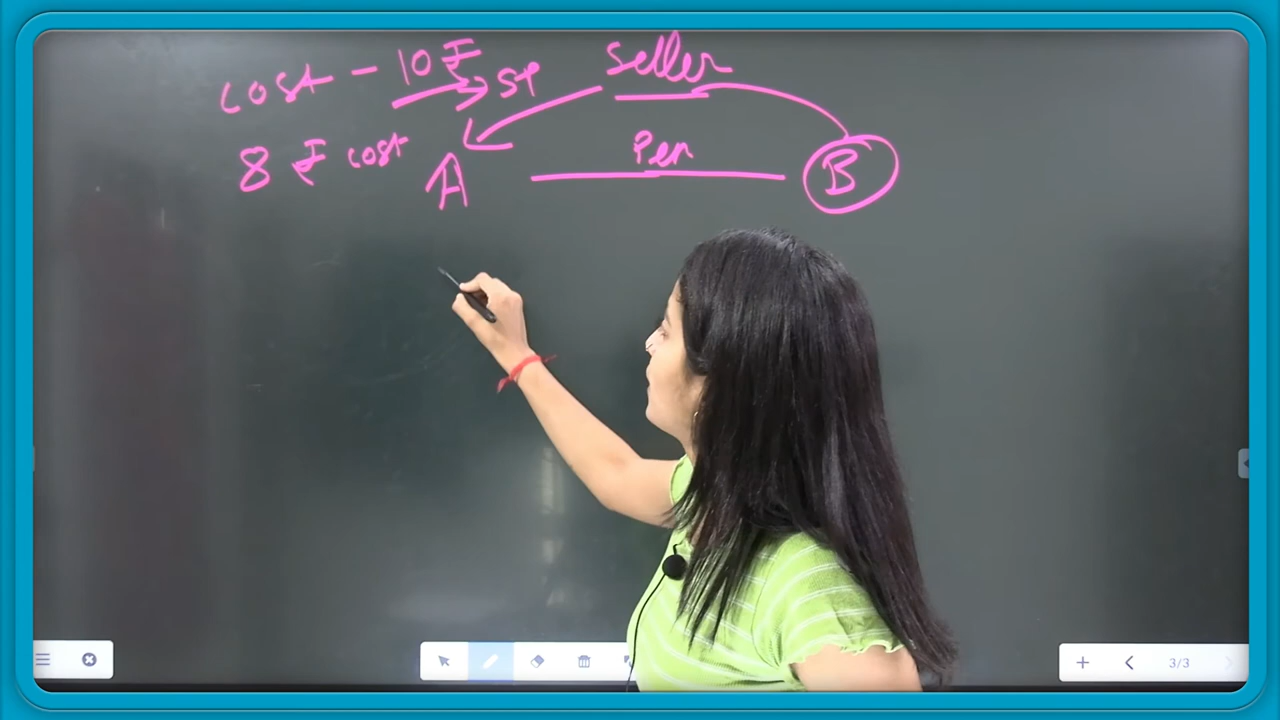 cost - 10 ₹ → SP
seller
8 ₹ cost
A
Pen
B
3/3